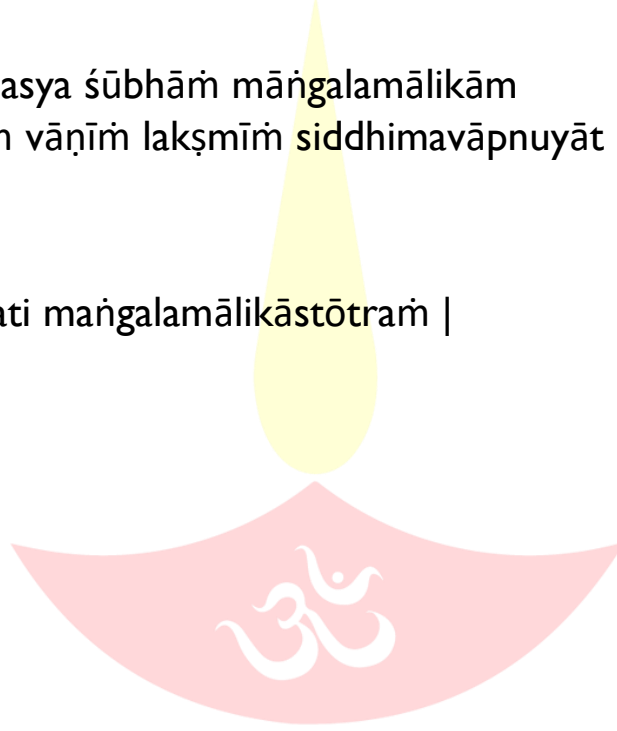 asya śūbhāṁ māṅgalamālikām
vāṇīṁ lakṣmīṁ siddhimavāpnuyāt
ati maṅgalamālikāstōtraṁ |
ॐ